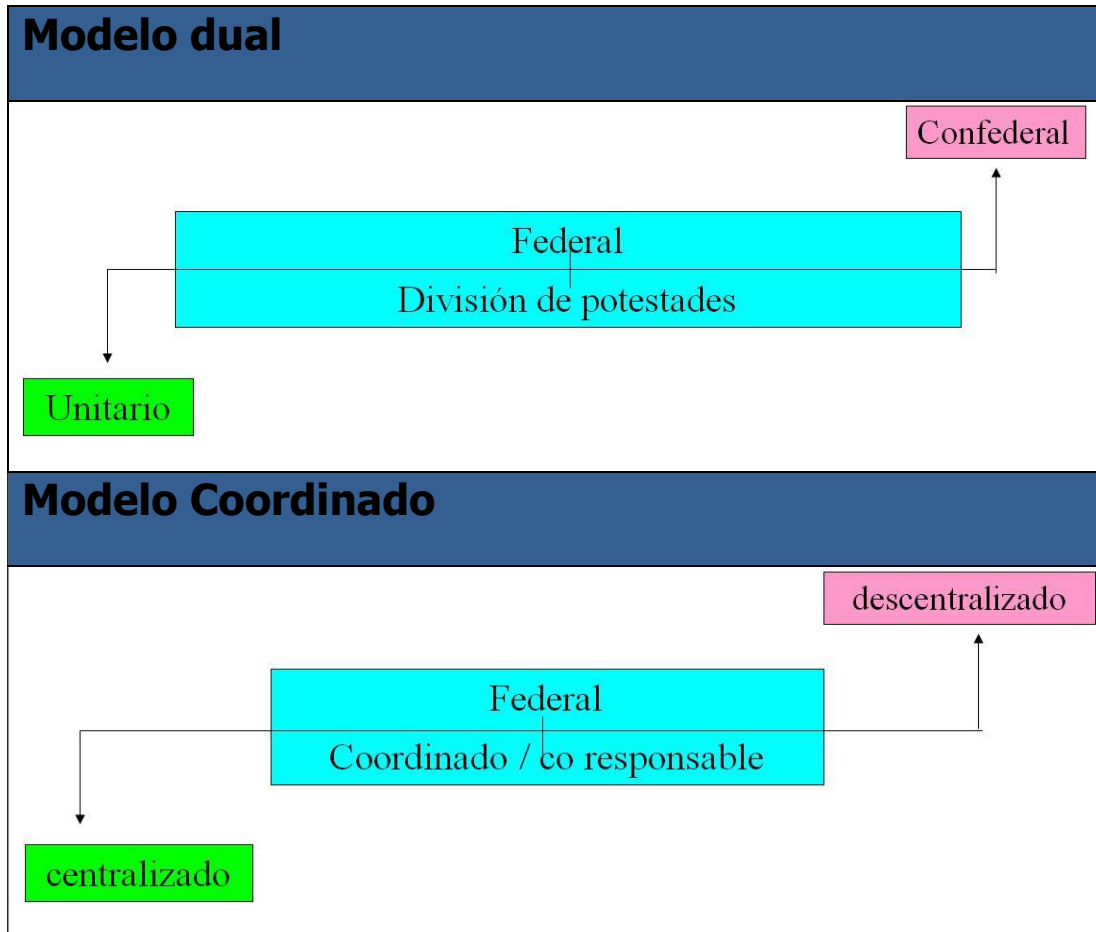 Modelo dual
Confederal
Federal
División de potestades
Unitario
Modelo Coordinado
descentralizado
Federal
Coordinado / co responsable
centralizado